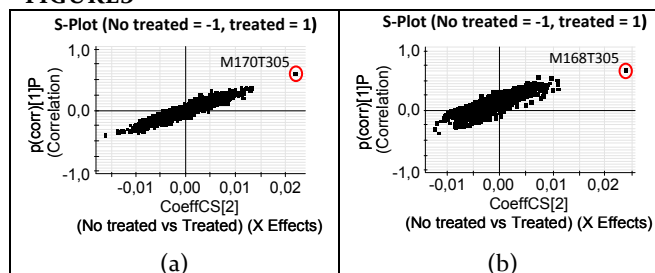 FIGURES
S-Plot (No treated = -1, treated = 1)
M170T305
1,0
0,0
-1,0
p(corr)[1]P
(Correlation)
-0,01 0,00 0,01 0,02
CoeffCS[2]
(No treated vs Treated) (X Effects)
(a)
S-Plot (No treated = -1, treated = 1)
M168T305
1,0
0,0
-1,0
p(corr)[1]P
(Correlation)
-0,01 0,00 0,01 0,02
CoeffCS[2]
(No treated vs Treated) (X Effects)
(b)